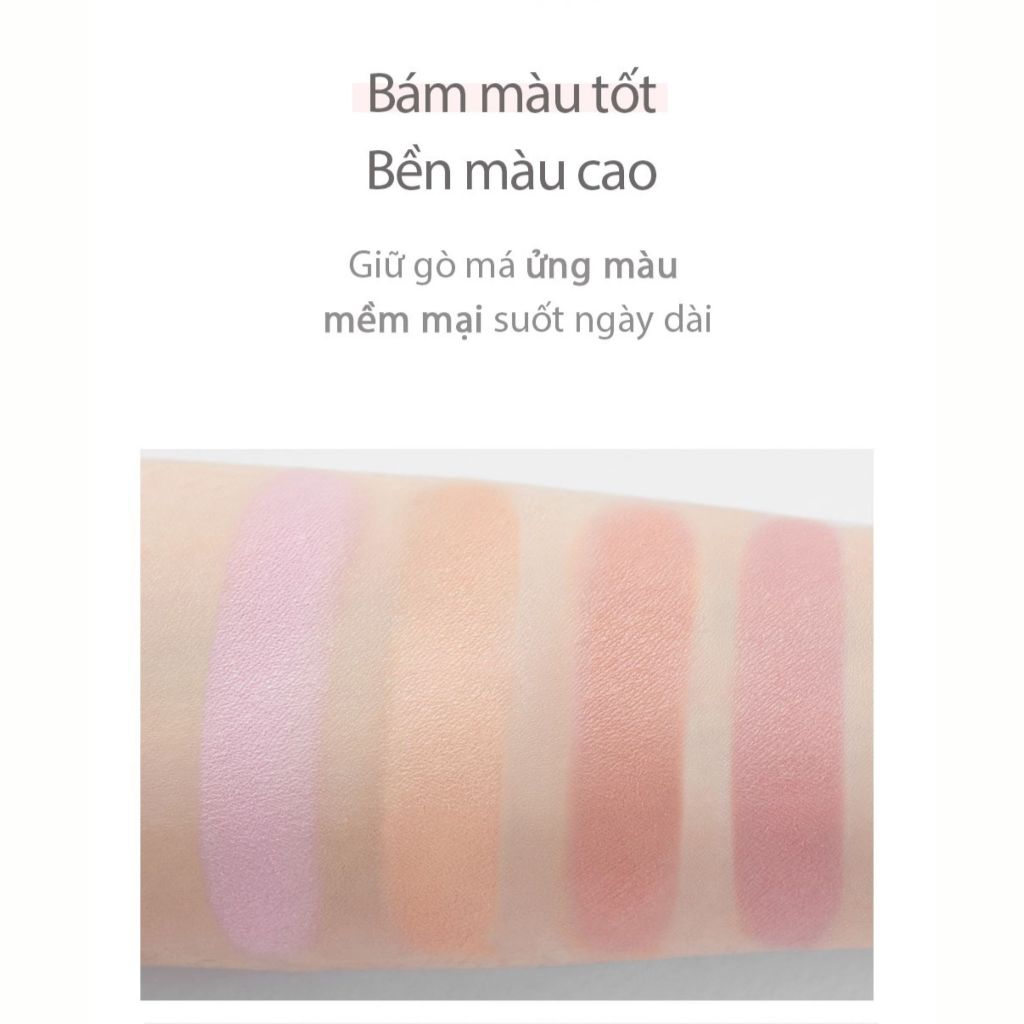 Bám màu tốt
Bền màu cao
Giữ gò má ửng màu
mềm mại suốt ngày dài